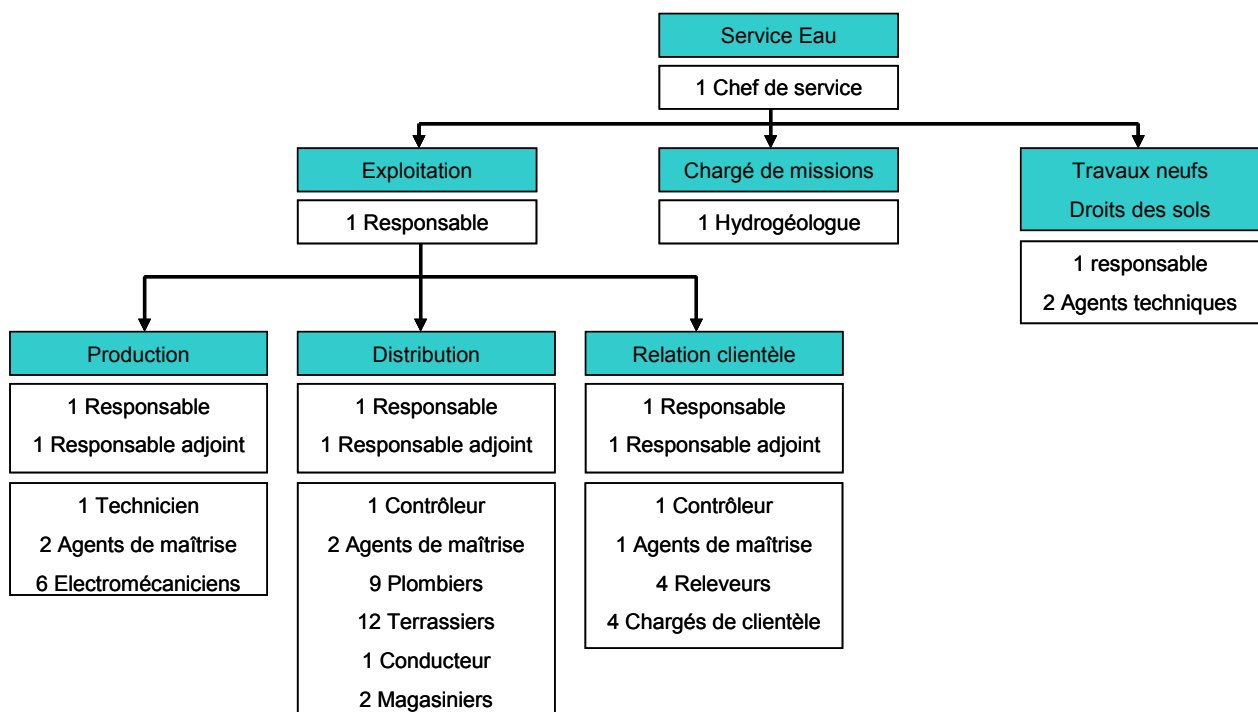 Service Eau
1 Chef de service
Exploitation
1 Responsable
Chargé de missions
1 Hydrogéologue
Travaux neufs
Droits des sols
1 responsable
2 Agents techniques
Production
1 Responsable
1 Responsable adjoint
1 Technicien
2 Agents de maîtrise
6 Electromécaniciens
Distribution
1 Responsable
1 Responsable adjoint
1 Contrôleur
2 Agents de maîtrise
9 Plombiers
12 Terrassiers
1 Conducteur
2 Magasiniers
Relation clientèle
1 Responsable
1 Responsable adjoint
1 Contrôleur
1 Agents de maîtrise
4 Releveurs
4 Chargés de clientèle